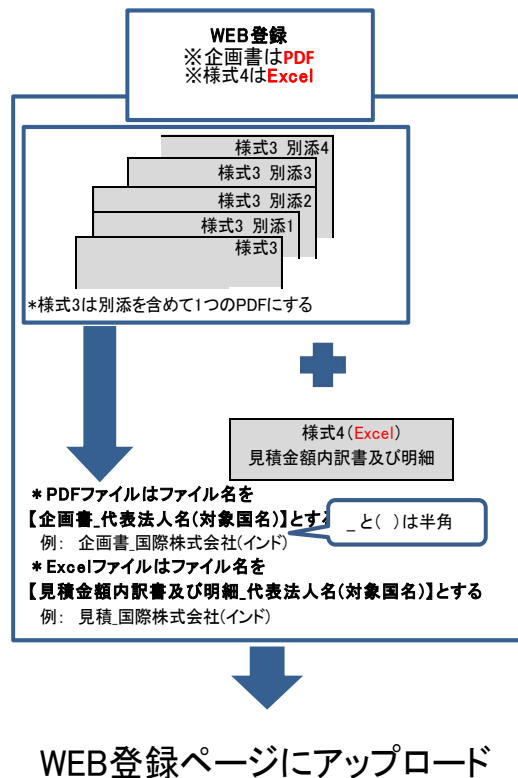 WEB登録
※企画書はPDF
※様式4はExcel
様式3 別添4
様式3 別添3
様式3 別添2
様式3 別添1
様式3
*様式3は別添を含めて1つのPDFにする
様式4(Excel)
見積金額内訳書及び明細
*PDFファイルはファイル名を
【企画書_代表法人名(対象国名)】とす
_と( )は半角
例: 企画書_国際株式会社(インド)
*Excelファイルはファイル名を
【見積金額内訳書及び明細_代表法人名(対象国名)】とする
例: 見積_国際株式会社(インド)
WEB登録ページにアップロード